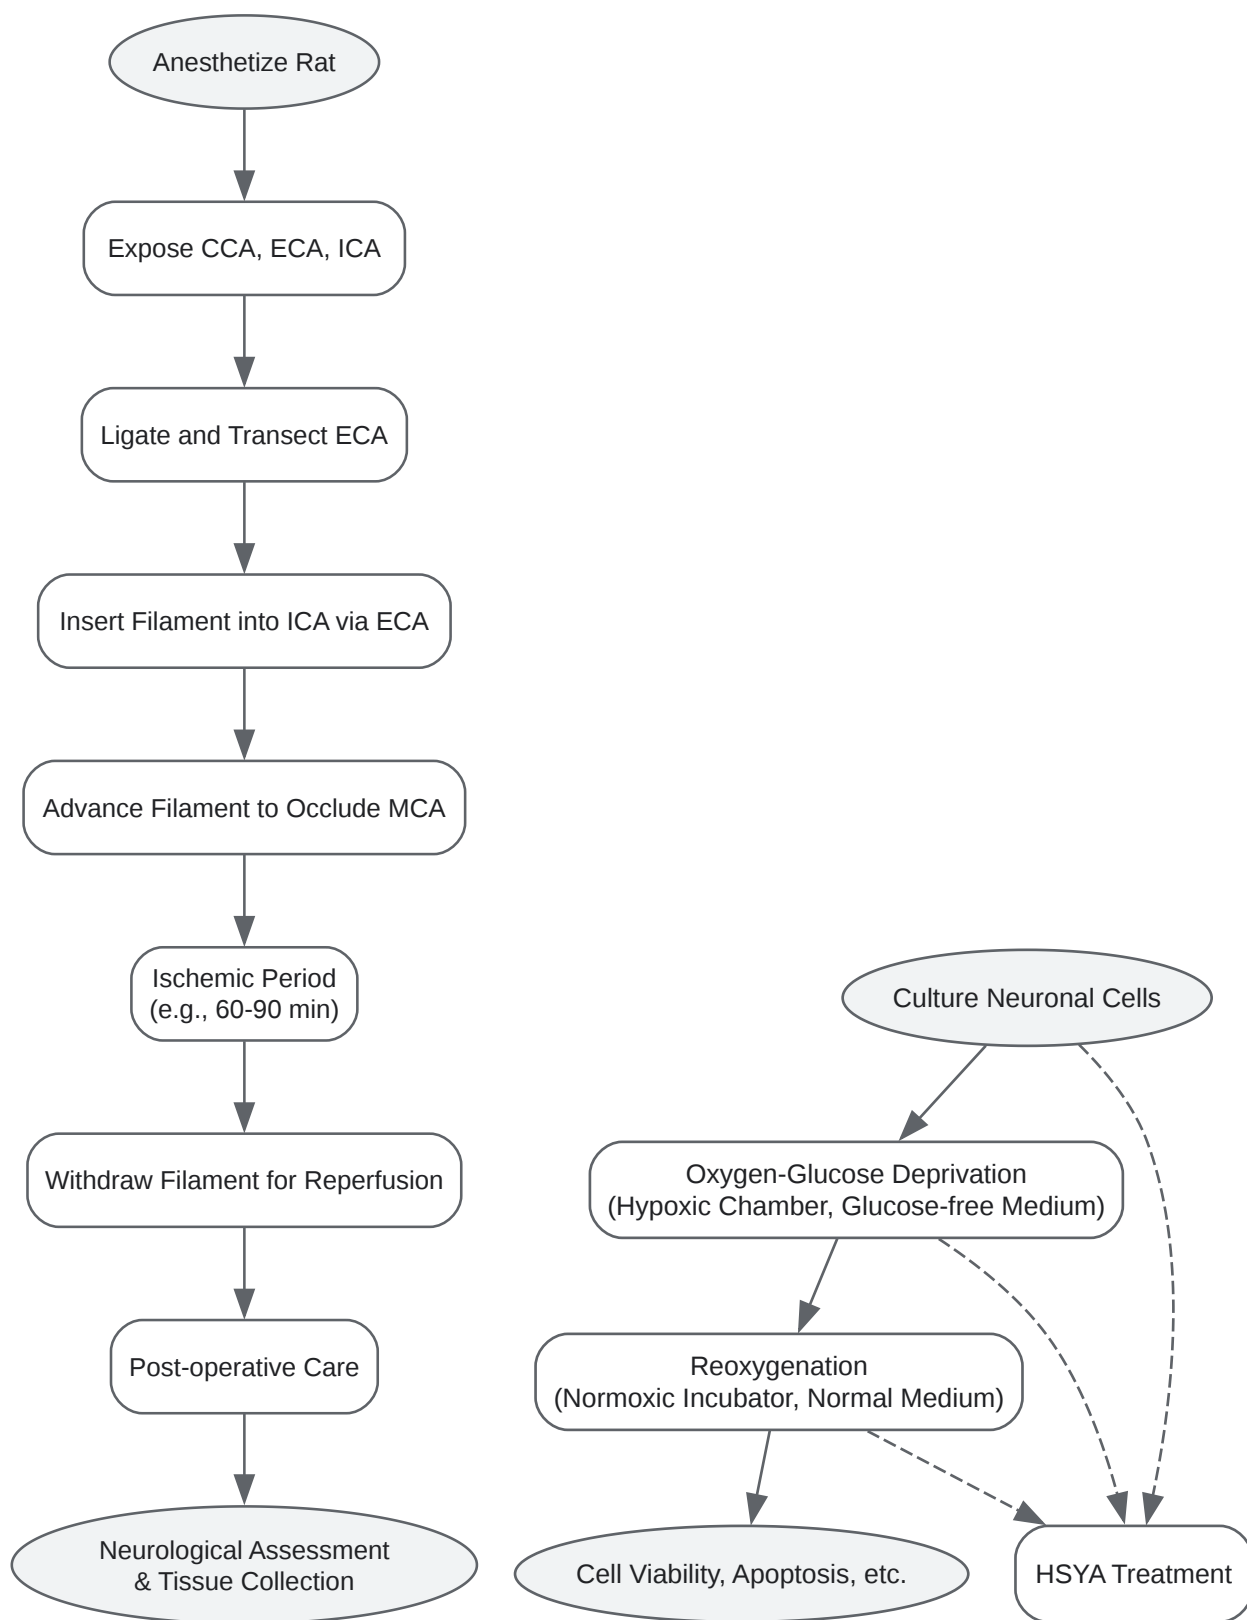 Anesthetize Rat
Expose CCA, ECA, ICA
Ligate and Transect ECA
Insert Filament into ICA via ECA
Advance Filament to Occlude MCA
Ischemic Period
(e.g., 60-90 min)
Withdraw Filament for Reperfusion
Post-operative Care
Neurological Assessment
& Tissue Collection
Culture Neuronal Cells
Oxygen-Glucose Deprivation
(Hypoxic Chamber, Glucose-free Medium)
Reoxygenation
(Normoxic Incubator, Normal Medium)
Cell Viability, Apoptosis, etc.
HSYA Treatment